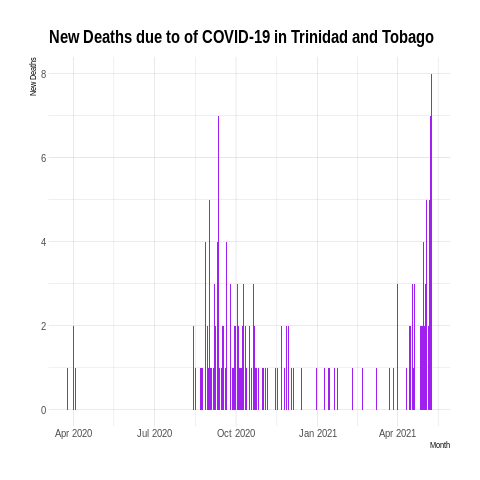 New Deaths due to of COVID-19 in Trinidad and Tobago
New Deaths
8
6
4
2
0
Apr 2020 Jul 2020 Oct 2020 Jan 2021 Apr 2021
Month